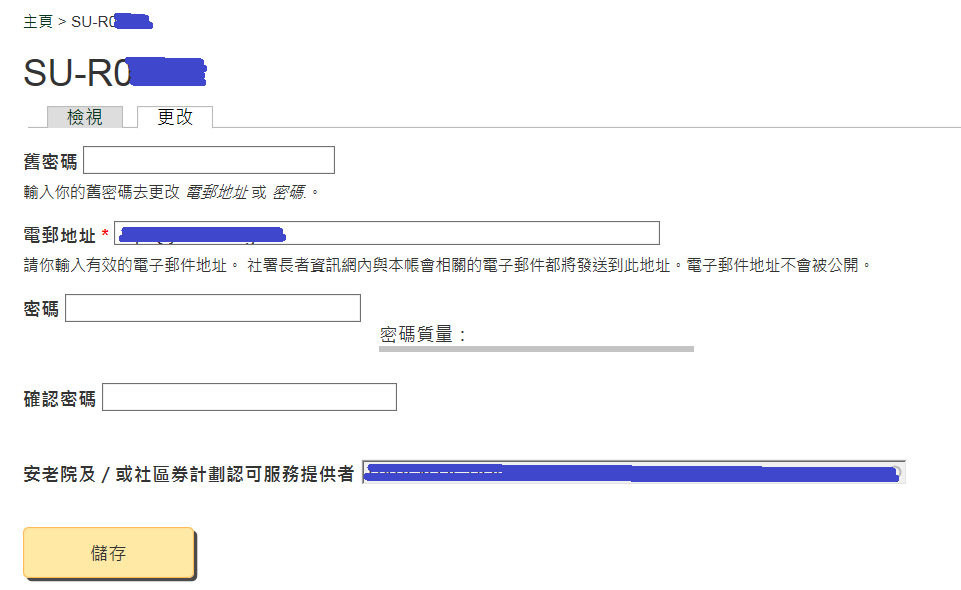 主頁 > SU-R0
SU-R0
檢視 更改
舊密碼
輸入你的舊密碼去更改 電郵地址 或 密碼. 。
電郵地址 *
請你輸入有效的電子郵件地址。 社署長者資訊網內與本帳會相關的電子郵件都將發送到此地址。電子郵件地址不會被公開。
密碼
密碼質量：
確認密碼
安老院及 / 或社區券計劃認可服務提供者
儲存